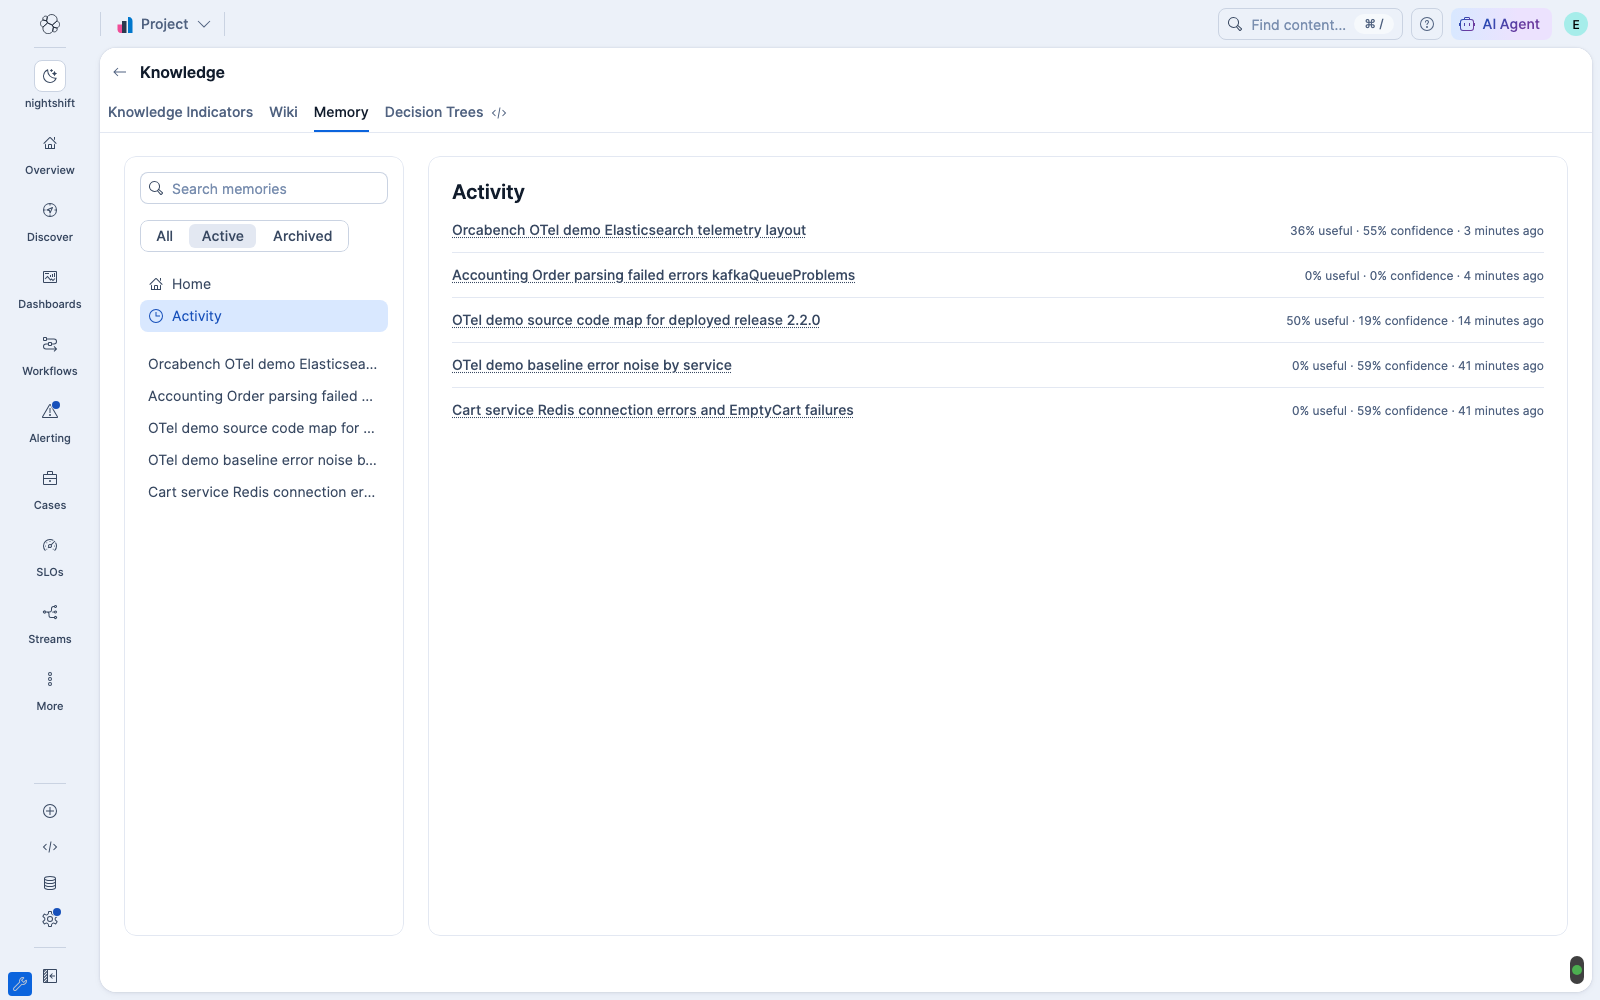 Project
Find content...
⌘ /
AI Agent
E
nightshift
Overview
Discover
Dashboards
Workflows
Alerting
Cases
SLOs
Streams
More
Knowledge
Knowledge Indicators
Wiki
Memory
Decision Trees
Search memories
All
Active
Archived
Home
Activity
Orcabench OTel demo Elasticsea...
Accounting Order parsing failed ...
OTel demo source code map for ...
OTel demo baseline error noise b...
Cart service Redis connection er...
Activity
Orcabench OTel demo Elasticsearch telemetry layout 36% useful · 55% confidence · 3 minutes ago
Accounting Order parsing failed errors kafkaQueueProblems 0% useful · 0% confidence · 4 minutes ago
OTel demo source code map for deployed release 2.2.0 50% useful · 19% confidence · 14 minutes ago
OTel demo baseline error noise by service 0% useful · 59% confidence · 41 minutes ago
Cart service Redis connection errors and EmptyCart failures 0% useful · 59% confidence · 41 minutes ago